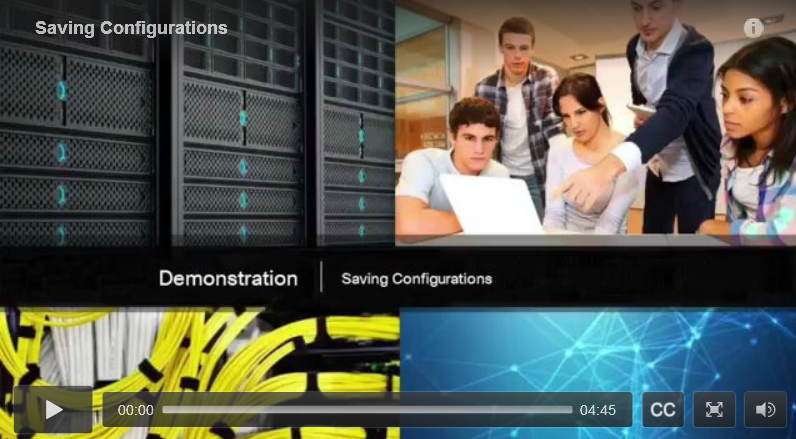 Saving Configurations
i
Demonstration | Saving Configurations
00:00 04:45 CC